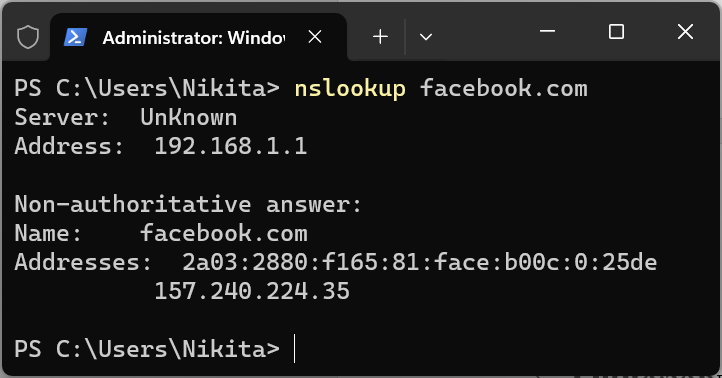 Administrator: Windo
PS C:\Users\Nikita> nslookup facebook.com
Server:  UnKnown
Address:  192.168.1.1
Non-authoritative answer:
Name:    facebook.com
Addresses:  2a03:2880:f165:81:face:b00c:0:25de
          157.240.224.35
PS C:\Users\Nikita>